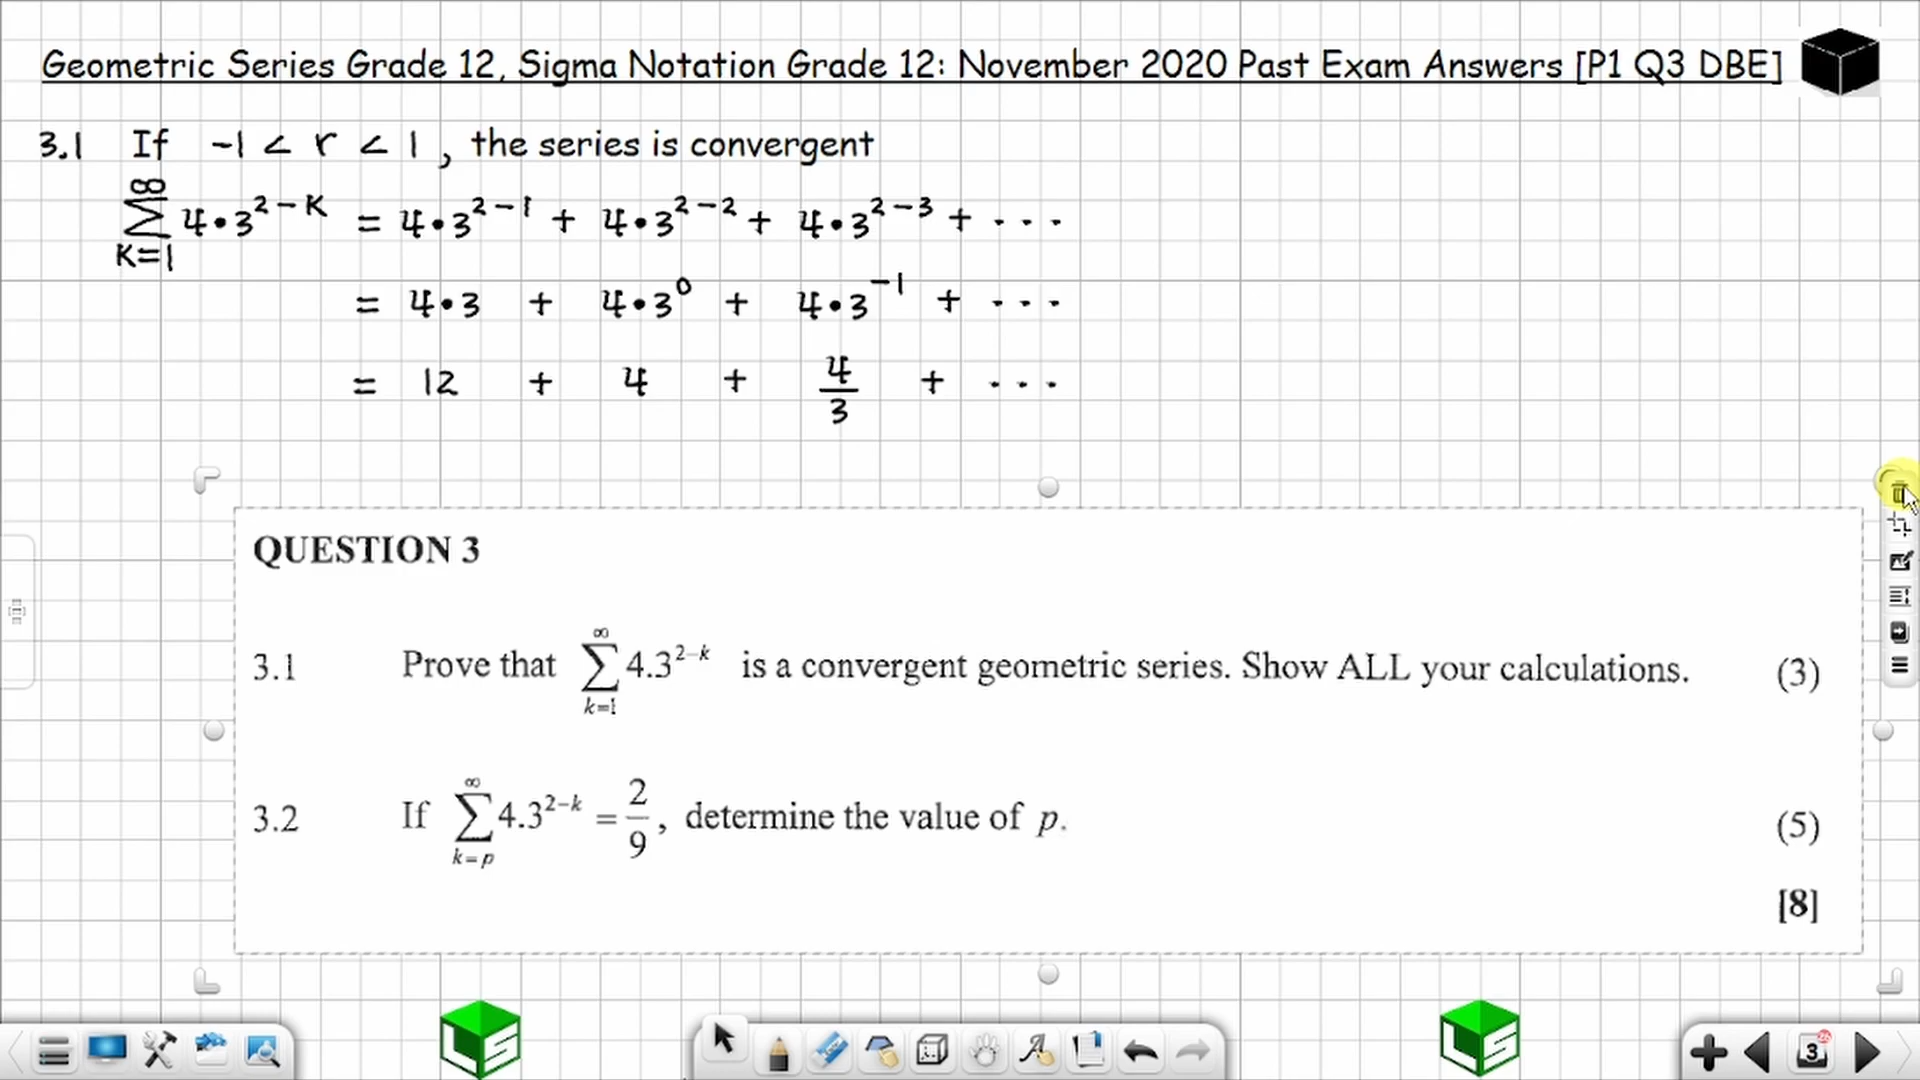 Geometric Series Grade 12, Sigma Notation Grade 12: November 2020 Past Exam Answers [P1 Q3 DBE]
3.1 If -1 < r < 1, the series is convergent
∞
∑ 4•3^{2-K} = 4•3^{2-1} + 4•3^{2-2} + 4•3^{2-3} + ···
K=1
= 4•3 + 4•3^{0} + 4•3^{-1} + ···
= 12 + 4 + 4/3 + ···
QUESTION 3
3.1 Prove that ∑_{k=1}^{∞} 4.3^{2-k} is a convergent geometric series. Show ALL your calculations. (3)
3.2 If ∑_{k=p}^{∞} 4.3^{2-k} = 2/9, determine the value of p. (5)
[8]
LS
LS
3
26